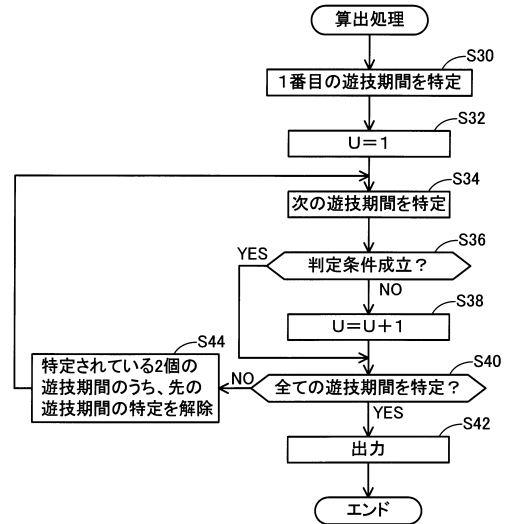 算出処理
S30
1番目の遊技期間を特定
S32
U=1
S34
次の遊技期間を特定
S36
YES
判定条件成立?
NO
S38
U=U+1
S44
特定されている2個の
遊技期間のうち、先の
遊技期間の特定を解除
S40
NO
全ての遊技期間を特定?
YES
S42
出力
エンド